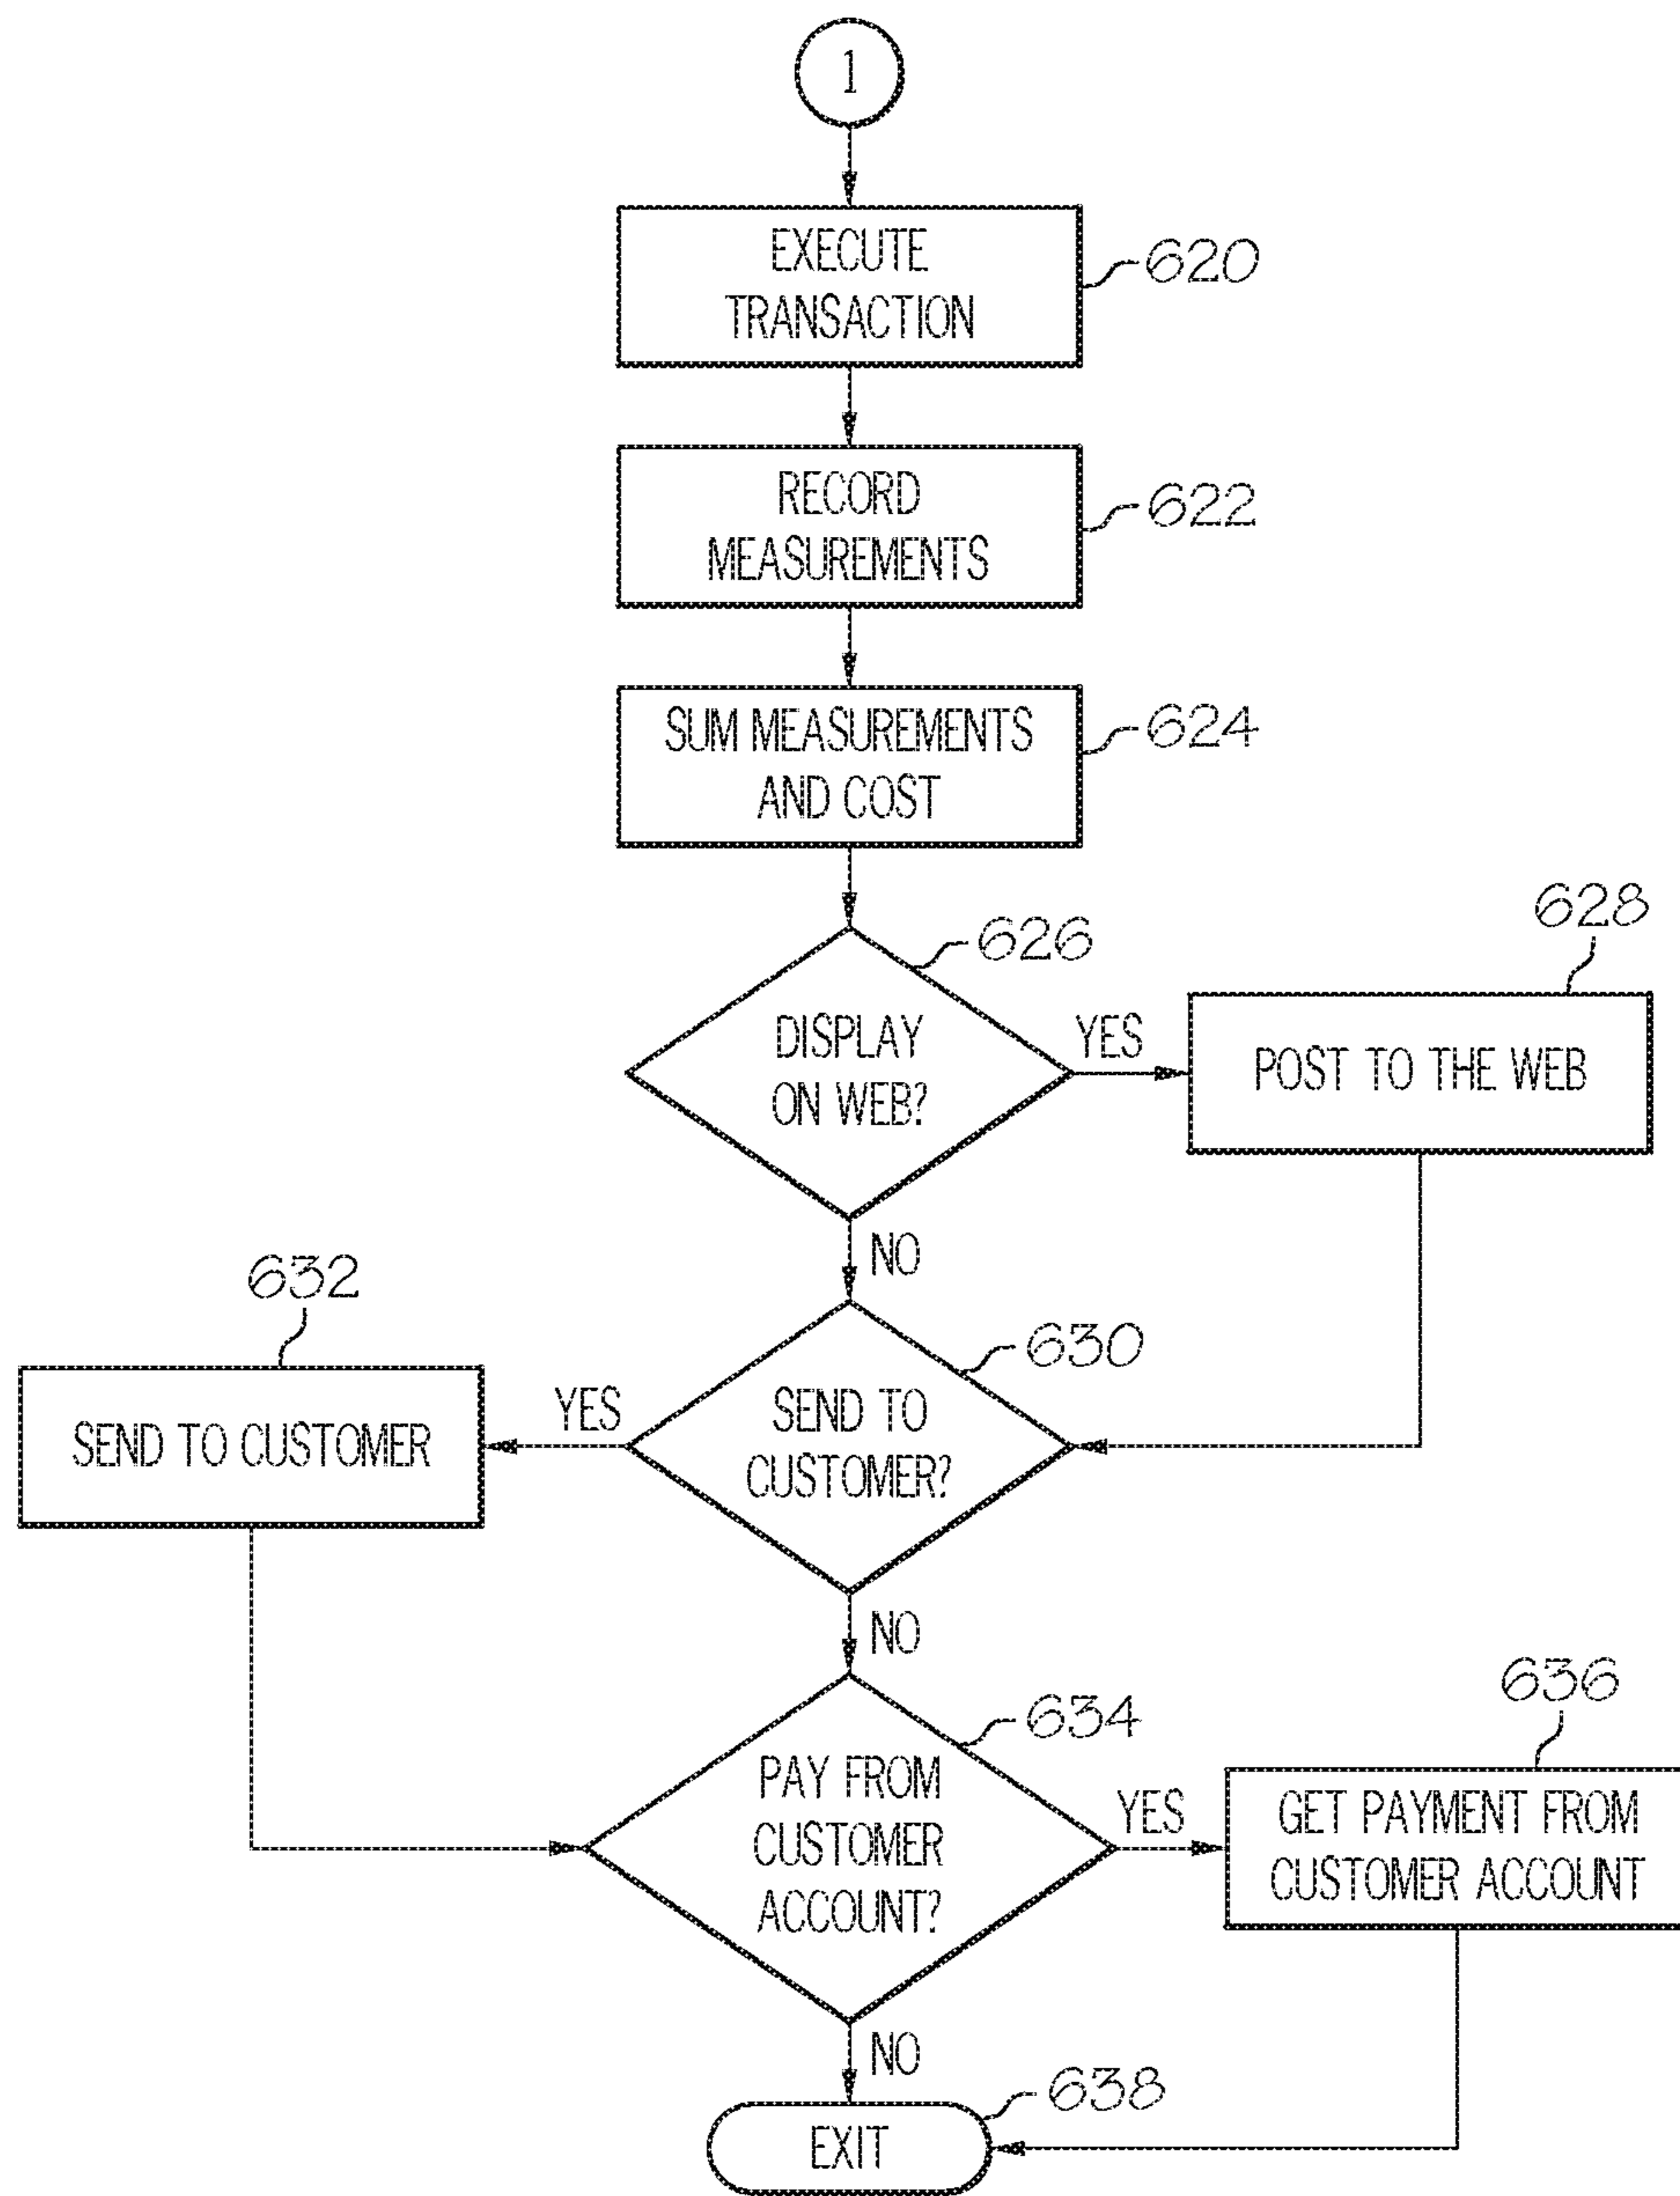 1
EXECUTE
TRANSACTION
620
RECORD
MEASUREMENTS
622
SUM MEASUREMENTS
AND COST
624
626
DISPLAY
ON WEB?
YES
628
POST TO THE WEB
NO
630
SEND TO
CUSTOMER?
YES
632
SEND TO CUSTOMER
NO
634
PAY FROM
CUSTOMER
ACCOUNT?
YES
636
GET PAYMENT FROM
CUSTOMER ACCOUNT
NO
638
EXIT